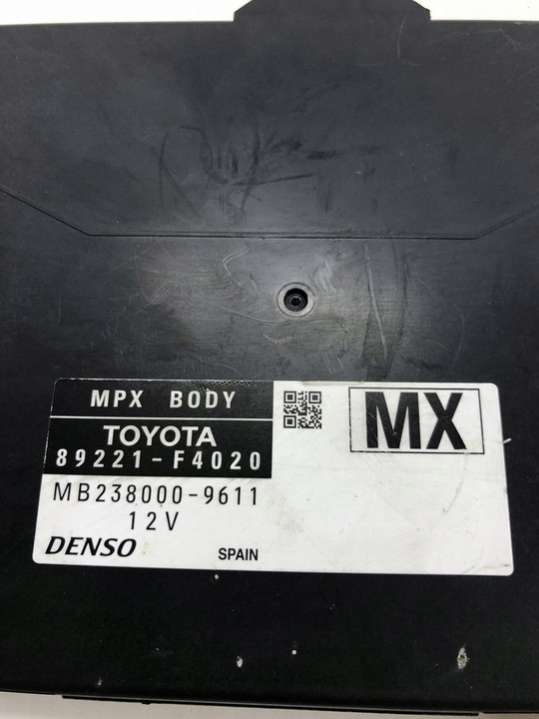 MPX BODY
TOYOTA
89221-F4020
MB238000-9611
12V
DENSO
SPAIN
MX